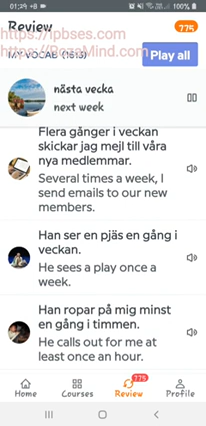 01:29 +8
100%
Review
775
https://ipbses.com
https://BozaMind.com
MY VOCAB (1613)
Play all
nästa vecka
next week
Flera gånger i veckan
skickar jag mejl till våra
nya medlemmar.
Several times a week, I
send emails to our new
members.
Han ser en pjäs en gång i
veckan.
He sees a play once a
week.
Han ropar på mig minst
en gång i timmen.
He calls out for me at
least once an hour.
775
Home
Courses
Review
Profile